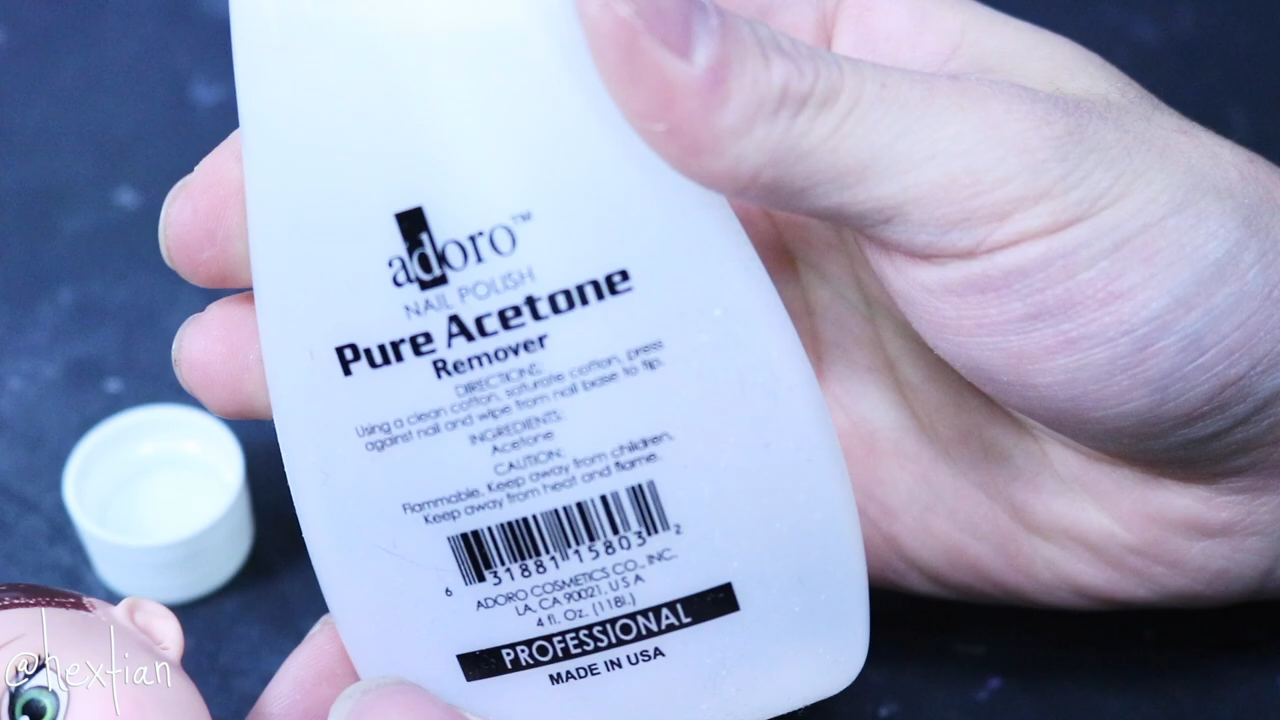 adoro™
NAIL POLISH
Pure Acetone
Remover
DIRECTIONS:
Using a clean cotton, saturate cotton, press
against nail and wipe from nail base to tip.
INGREDIENTS:
Acetone
CAUTION:
Flammable. Keep away from children.
Keep away from heat and flame.
6 31881 15803 2
ADORO COSMETICS CO., INC.
LA, CA 90021, U S A
4 fl. Oz. (118l.)
PROFESSIONAL
MADE IN USA
@hextian